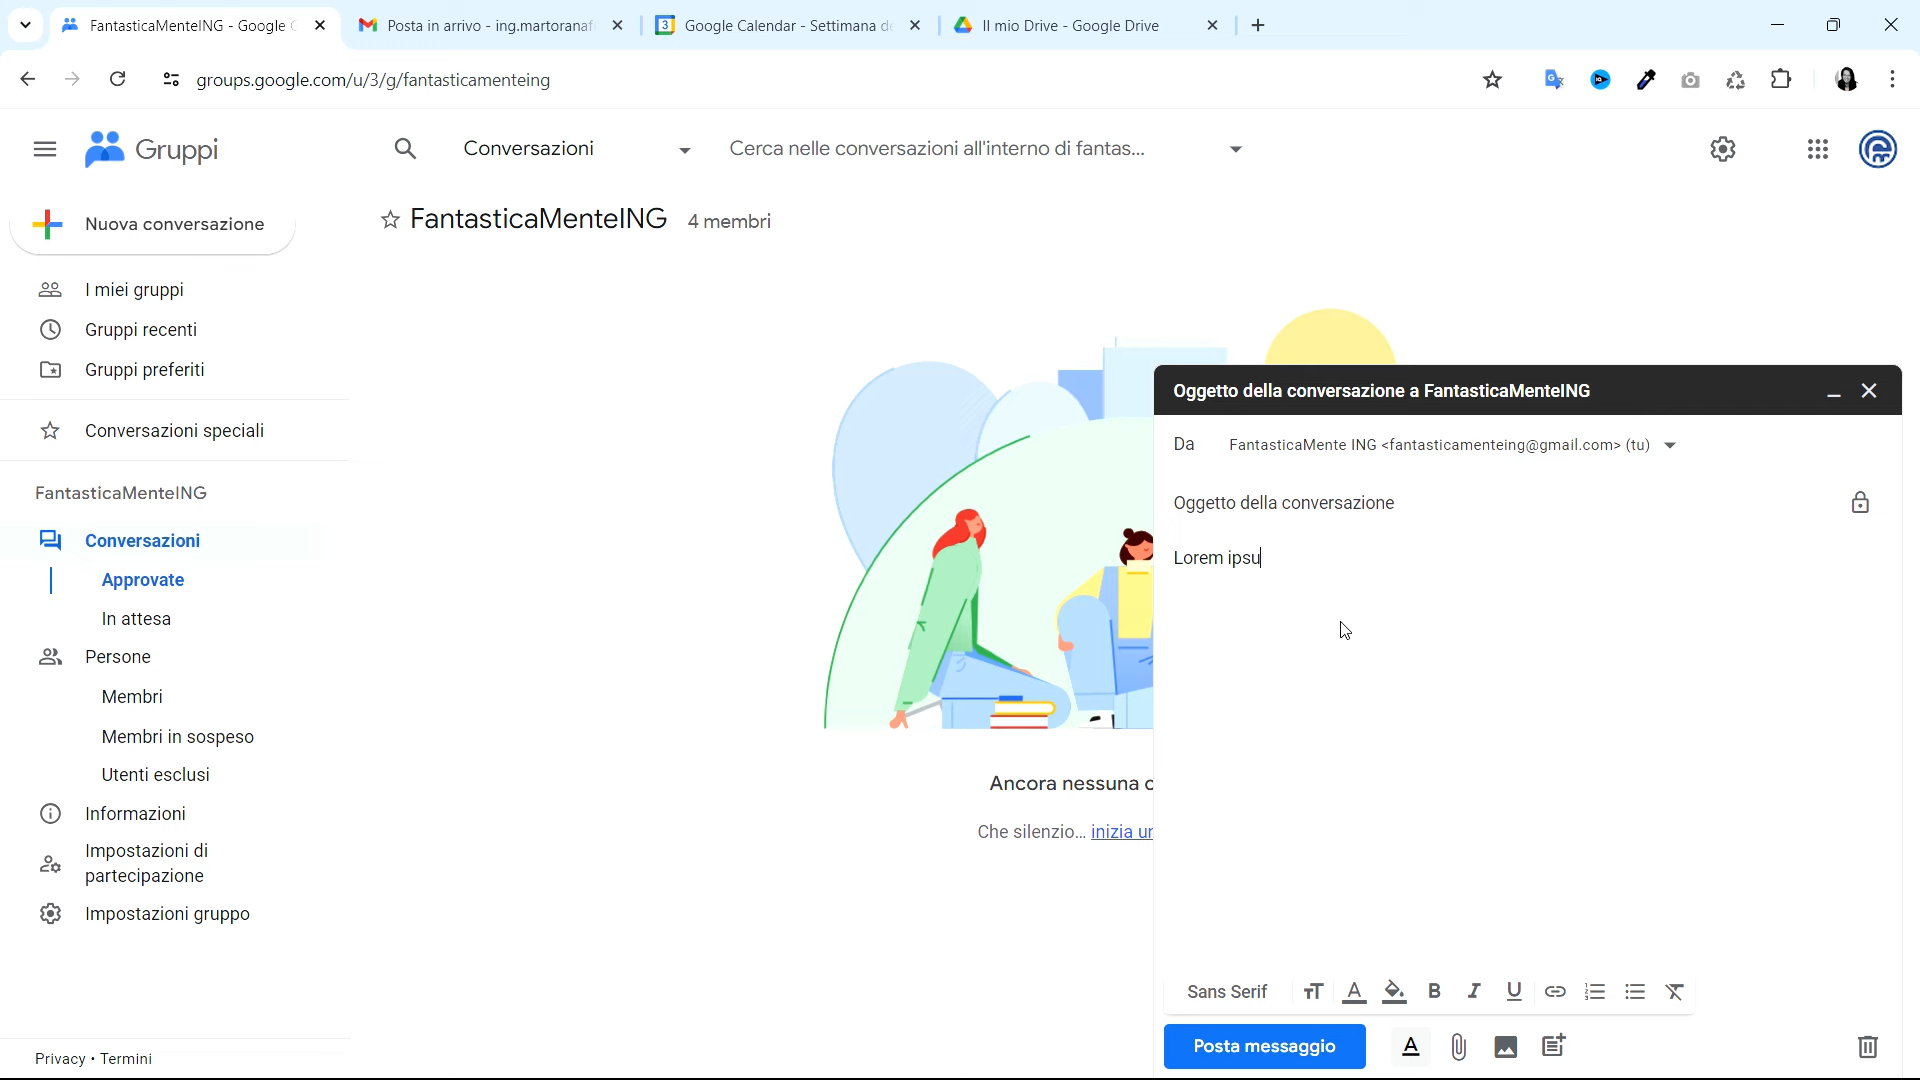 FantasticaMenteING - Google G
Posta in arrivo - ing.martoranaf
3
Google Calendar - Settimana de
Il mio Drive - Google Drive
groups.google.com/u/3/g/fantasticamenteing
Gruppi
Conversazioni
Cerca nelle conversazioni all'interno di fantas...
Nuova conversazione
FantasticaMenteING 4 membri
I miei gruppi
Gruppi recenti
Gruppi preferiti
Conversazioni speciali
FantasticaMenteING
Conversazioni
Approvate
In attesa
Persone
Membri
Membri in sospeso
Utenti esclusi
Informazioni
Impostazioni di
partecipazione
Impostazioni gruppo
Privacy • Termini
Ancora nessuna c
Che silenzio... inizia un
Oggetto della conversazione a FantasticaMenteING
Da FantasticaMente ING <fantasticamenteing@gmail.com> (tu)
Oggetto della conversazione
Lorem ipsu
Sans Serif
Posta messaggio